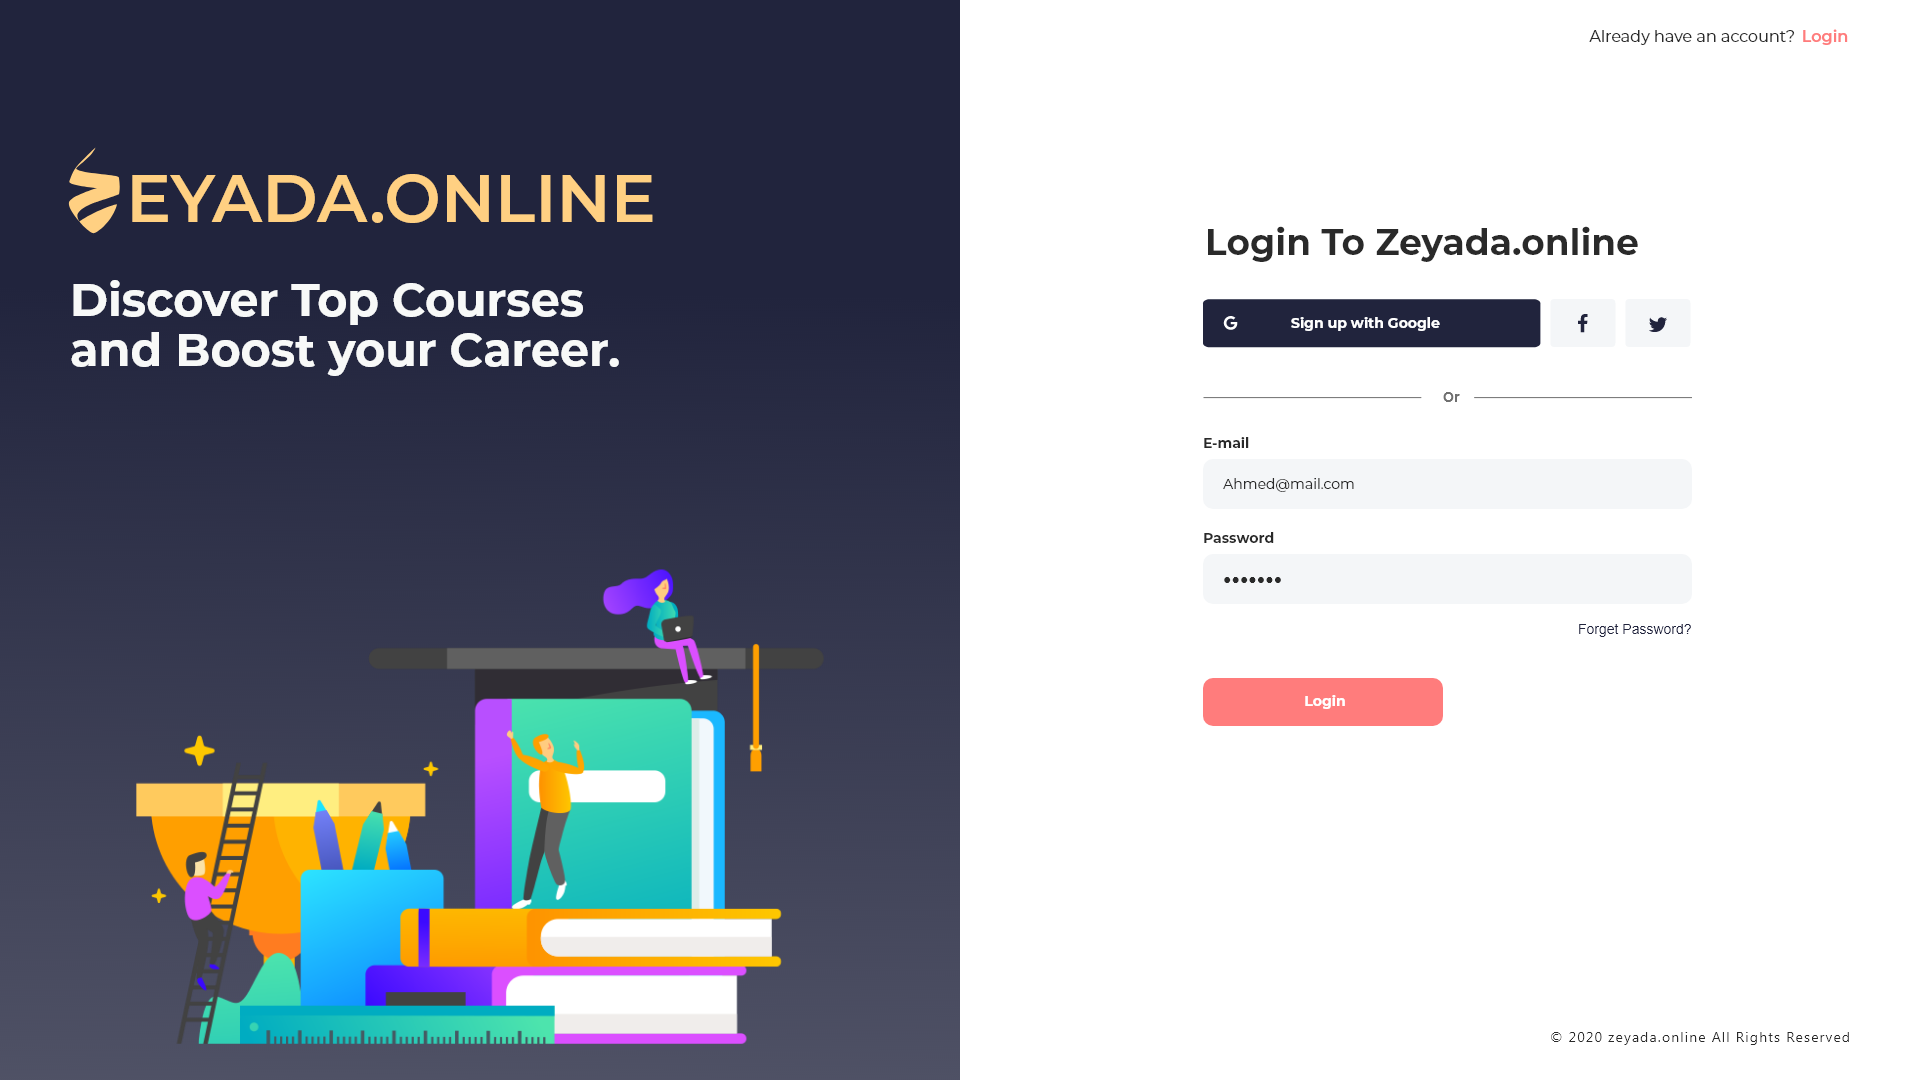 ZEYADA.ONLINE
Discover Top Courses
and Boost your Career.
Already have an account? Login
Login To Zeyada.online
G Sign up with Google f
Or
E-mail
Ahmed@mail.com
Password
•••••••
Forget Password?
Login
© 2020 zeyada.online All Rights Reserved